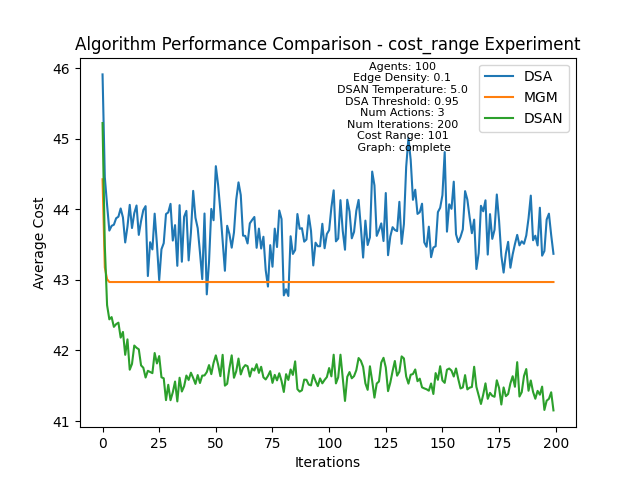 Algorithm Performance Comparison - cost_range Experiment
Agents: 100
Edge Density: 0.1
DSAN Temperature: 5.0
DSA Threshold: 0.95
Num Actions: 3
Num Iterations: 200
Cost Range: 101
Graph: complete
DSA
MGM
DSAN
Average Cost
46
45
44
43
42
41
0
25
50
75
100
125
150
175
200
Iterations